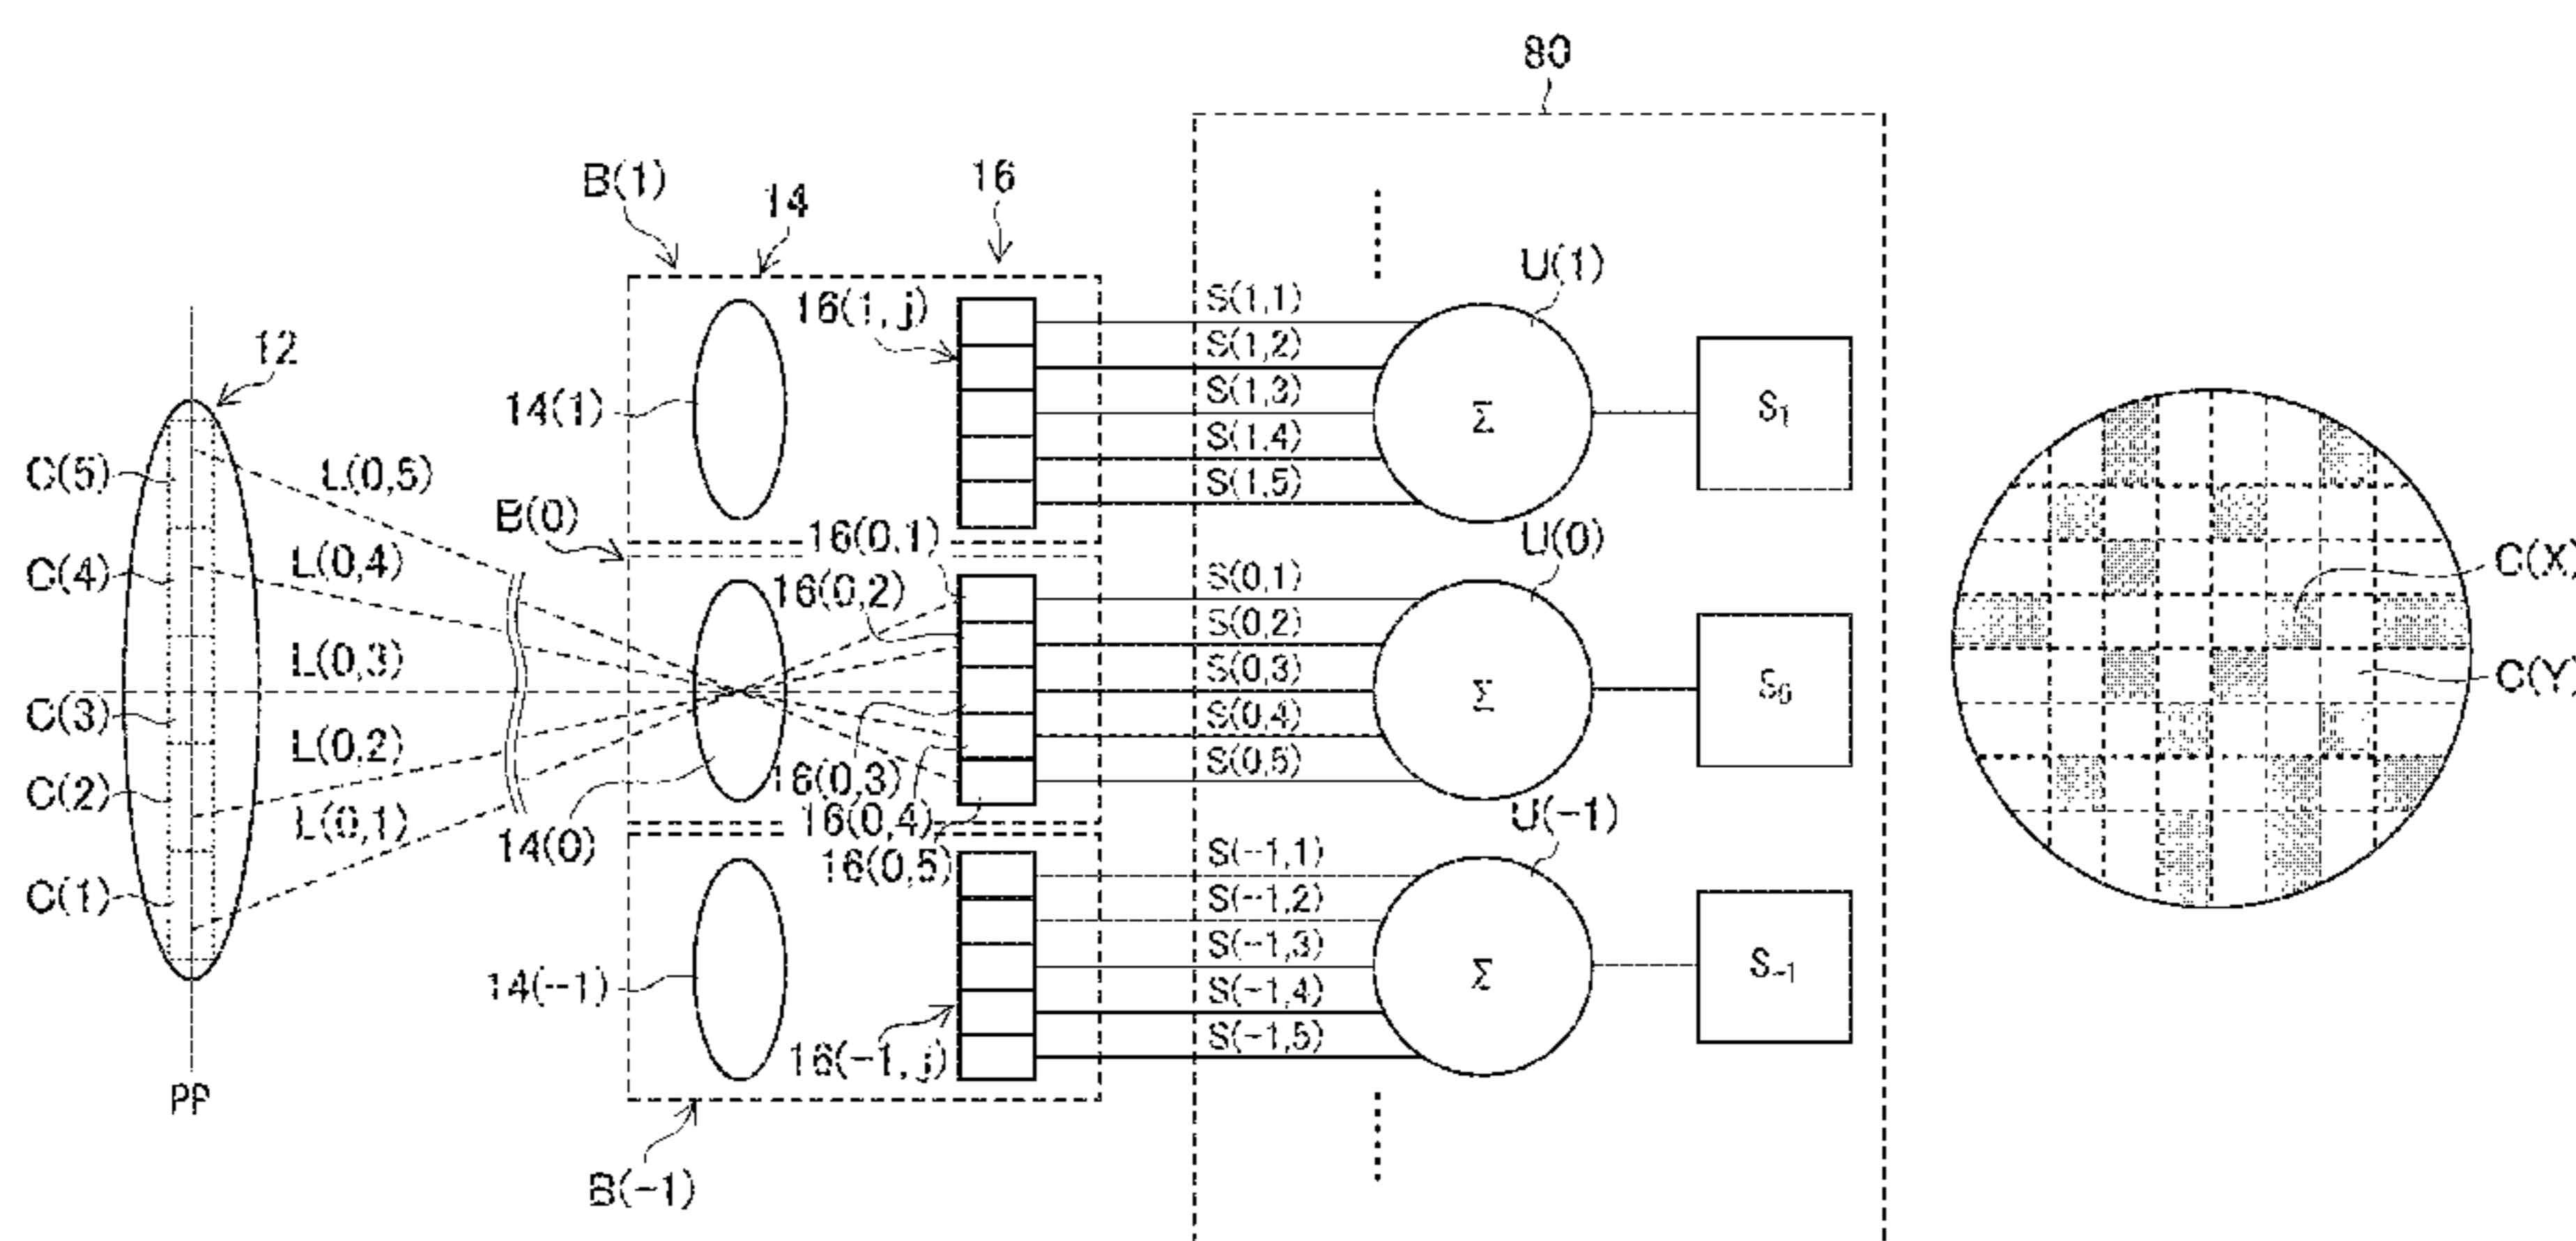 80
B(1)
14
16
U(1)
16(1, j)
S(1,1)
S(1,2)
S(1,3)
S(1,4)
S(1,5)
Σ
S1
12
14(1)
C(5)
L(0,5)
B(0)
16(0,1)
U(0)
C(4)
L(0,4)
16(0,2)
S(0,1)
S(0,2)
S(0,3)
S(0,4)
S(0,5)
Σ
S0
C(X)
C(Y)
L(0,3)
C(3)
L(0,2)
C(2)
16(0,3)
L(0,1)
16(0,4)
14(0)
16(0,5)
U(-1)
C(1)
S(-1,1)
S(-1,2)
S(-1,3)
S(-1,4)
S(-1,5)
Σ
S-1
14(-1)
16(-1, j)
PP
B(-1)